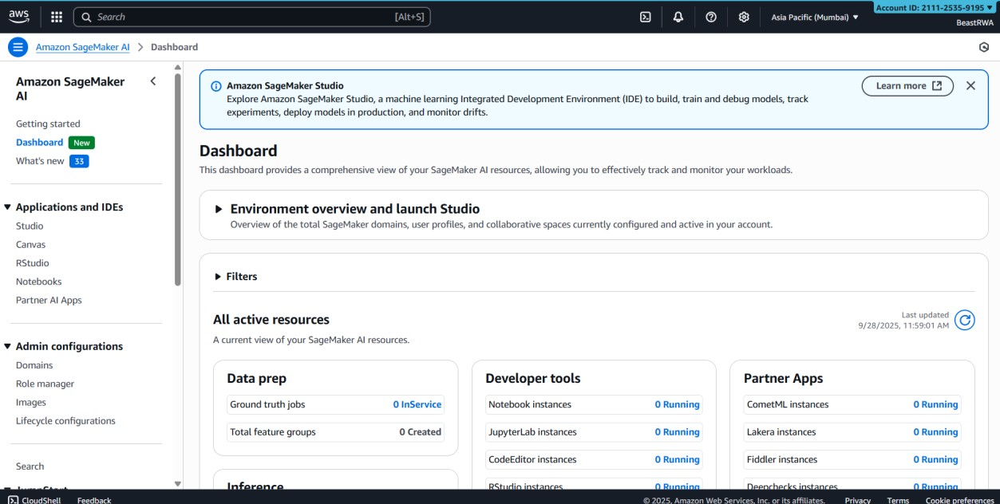 aws
Search
[Alt+S]
Asia Pacific (Mumbai)
Account ID: 2111-2535-9195
BeastRWA
Amazon SageMaker AI
Dashboard
Amazon SageMaker
AI
Getting started
Dashboard New
What's new 33
Applications and IDEs
Studio
Canvas
RStudio
Notebooks
Partner AI Apps
Admin configurations
Domains
Role manager
Images
Lifecycle configurations
Search
JumpStart
Amazon SageMaker Studio
Explore Amazon SageMaker Studio, a machine learning Integrated Development Environment (IDE) to build, train and debug models, track
experiments, deploy models in production, and monitor drifts.
Learn more
Dashboard
This dashboard provides a comprehensive view of your SageMaker AI resources, allowing you to effectively track and monitor your workloads.
Environment overview and launch Studio
Overview of the total SageMaker domains, user profiles, and collaborative spaces currently configured and active in your account.
Filters
All active resources
A current view of your SageMaker AI resources.
Last updated
9/28/2025, 11:59:01 AM
Data prep
Ground truth jobs 0 InService
Total feature groups 0 Created
Inference
Developer tools
Notebook instances 0 Running
JupyterLab instances 0 Running
CodeEditor instances 0 Running
RStudio instances 0 Running
Partner Apps
CometML instances 0 Running
Lakera instances 0 Running
Fiddler instances 0 Running
Deepchecks instances 0 Running
CloudShell Feedback
© 2025, Amazon Web Services, Inc. or its affiliates. Privacy Terms Cookie preferences